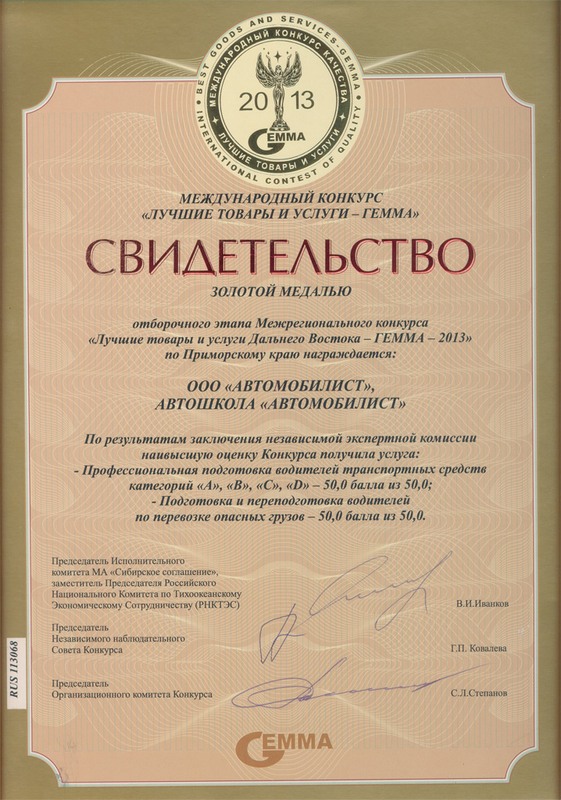 BEST GOODS AND SERVICES-GEMMA
INTERNATIONAL CONTEST OF QUALITY
МЕЖДУНАРОДНЫЙ КОНКУРС КАЧЕСТВА
ЛУЧШИЕ ТОВАРЫ И УСЛУГИ
20 13
GEMMA
МЕЖДУНАРОДНЫЙ КОНКУРС
«ЛУЧШИЕ ТОВАРЫ И УСЛУГИ – ГЕММА»
СВИДЕТЕЛЬСТВО
ЗОЛОТОЙ МЕДАЛЬЮ
отборочного этапа Межрегионального конкурса
«Лучшие товары и услуги Дальнего Востока – ГЕММА – 2013»
по Приморскому краю награждается:
ООО «АВТОМОБИЛИСТ»,
АВТОШКОЛА «АВТОМОБИЛИСТ»
По результатам заключения независимой экспертной комиссии
наивысшую оценку Конкурса получила услуга:
- Профессиональная подготовка водителей транспортных средств
категорий «А», «В», «С», «D» – 50,0 балла из 50,0;
- Подготовка и переподготовка водителей
по перевозке опасных грузов – 50,0 балла из 50,0.
Председатель Исполнительного
комитета МА «Сибирское соглашение»,
заместитель Председателя Российского
Национального Комитета по Тихоокеанскому
Экономическому Сотрудничеству (РНКТЭС)
В.И.Иванков
Председатель
Независимого наблюдательного
Совета Конкурса
Г.П. Ковалева
Председатель
Организационного комитета Конкурса
С.Л.Степанов
RUS 113068
GEMMA